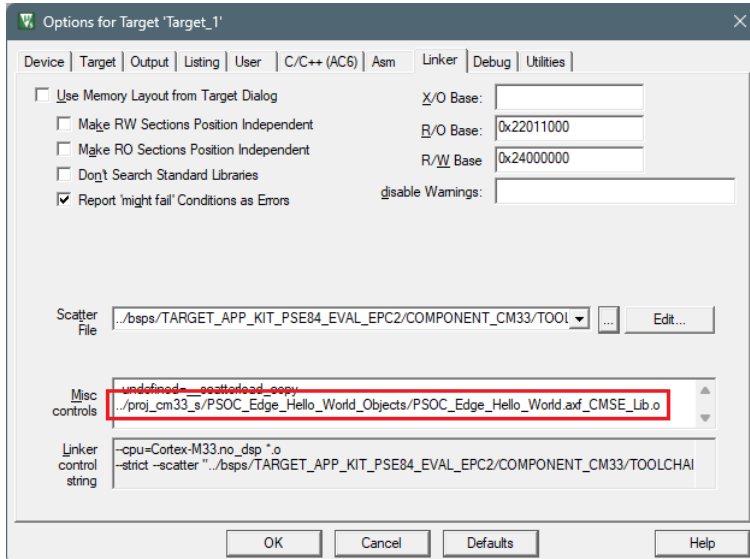 Options for Target 'Target_1'
Device Target Output Listing User C/C++ (AC6) Asm Linker Debug Utilities
Use Memory Layout from Target Dialog
Make RW Sections Position Independent
Make RO Sections Position Independent
Don't Search Standard Libraries
Report 'might fail' Conditions as Errors
X/O Base:
R/O Base: 0x22011000
R/W Base 0x24000000
disable Warnings:
Scatter File ../bsps/TARGET_APP_KIT_PSE84_EVAL_EPC2/COMPONENT_CM33/TOOL ... Edit...
Misc controls
--undefined=__scatterload_copy
../proj_cm33_s/PSOC_Edge_Hello_World_Objects/PSOC_Edge_Hello_World.axf_CMSE_Lib.o
Linker control string
--cpu=Cortex-M33.no_dsp *.o
--strict --scatter "../bsps/TARGET_APP_KIT_PSE84_EVAL_EPC2/COMPONENT_CM33/TOOLCHAI
OK Cancel Defaults Help